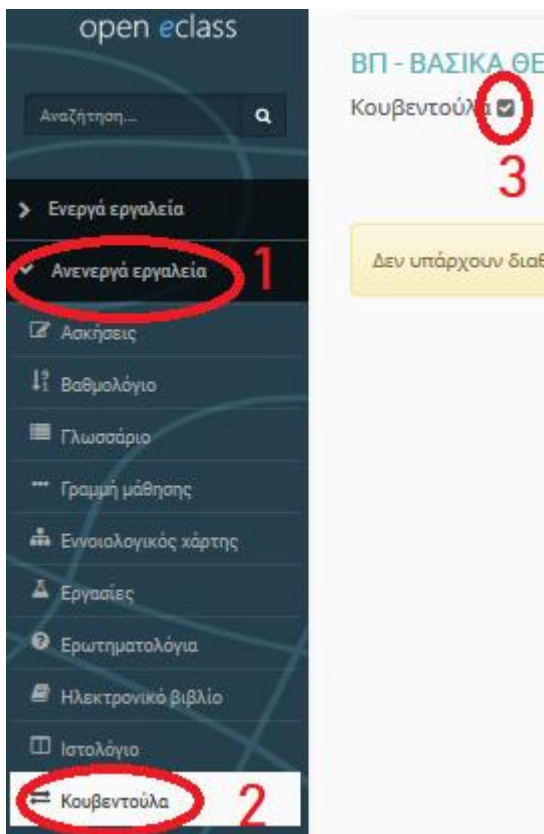 open eclass
Αναζήτηση...
Ενεργά εργαλεία
Ανενεργά εργαλεία
1
Ασκήσεις
Βαθμολόγιο
Γλωσσάριο
Γραμμή μάθησης
Εννοιολογικός χάρτης
Εργασίες
Ερωτηματολόγια
Ηλεκτρονικό βιβλίο
Ιστολόγιο
Κουβεντούλα
2
ΒΠ - ΒΑΣΙΚΑ ΘΕ
Κουβεντούλα
3
Δεν υπάρχουν διαθ